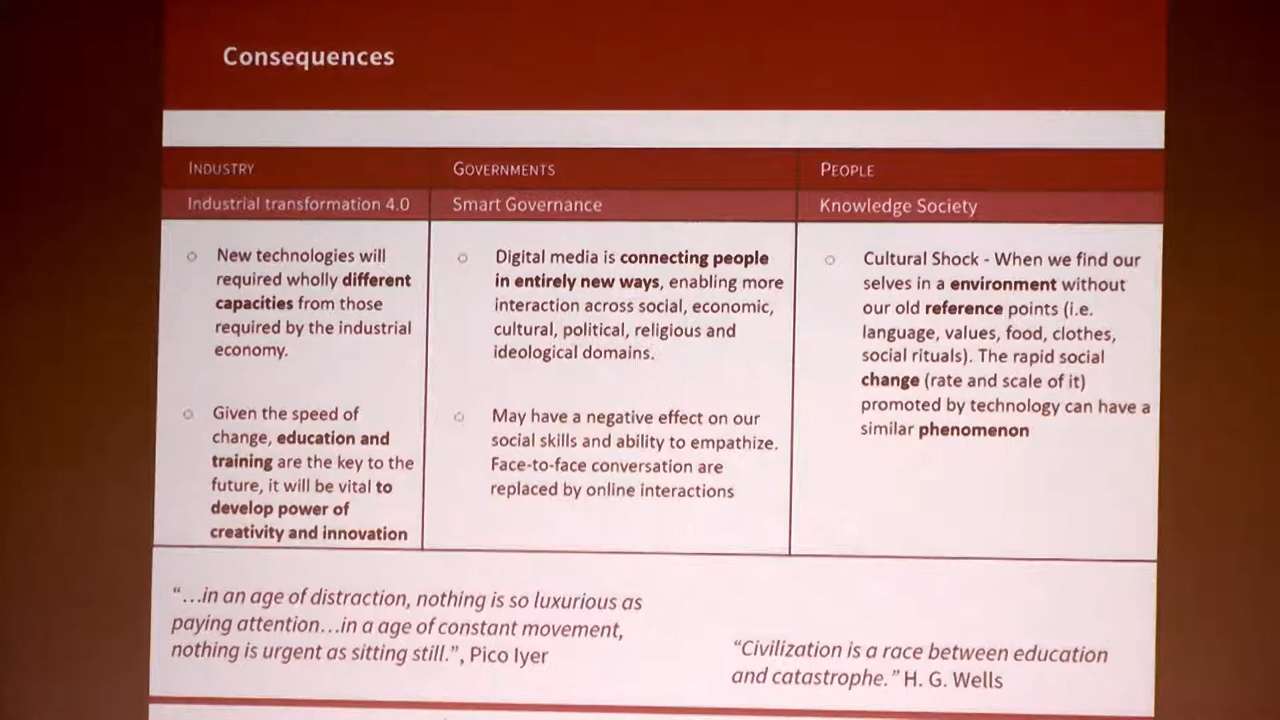 Consequences
INDUSTRY
GOVERNMENTS
PEOPLE
Industrial transformation 4.0
Smart Governance
Knowledge Society
New technologies will
required wholly different
capacities from those
required by the industrial
economy.
Given the speed of
change, education and
training are the key to the
future, it will be vital to
develop power of
creativity and innovation
Digital media is connecting people
in entirely new ways, enabling more
interaction across social, economic,
cultural, political, religious and
ideological domains.
May have a negative effect on our
social skills and ability to empathize.
Face-to-face conversation are
replaced by online interactions
Cultural Shock - When we find our
selves in a environment without
our old reference points (i.e.
language, values, food, clothes,
social rituals). The rapid social
change (rate and scale of it)
promoted by technology can have a
similar phenomenon
“…in an age of distraction, nothing is so luxurious as
paying attention…in a age of constant movement,
nothing is urgent as sitting still.”, Pico Iyer
“Civilization is a race between education
and catastrophe.” H. G. Wells